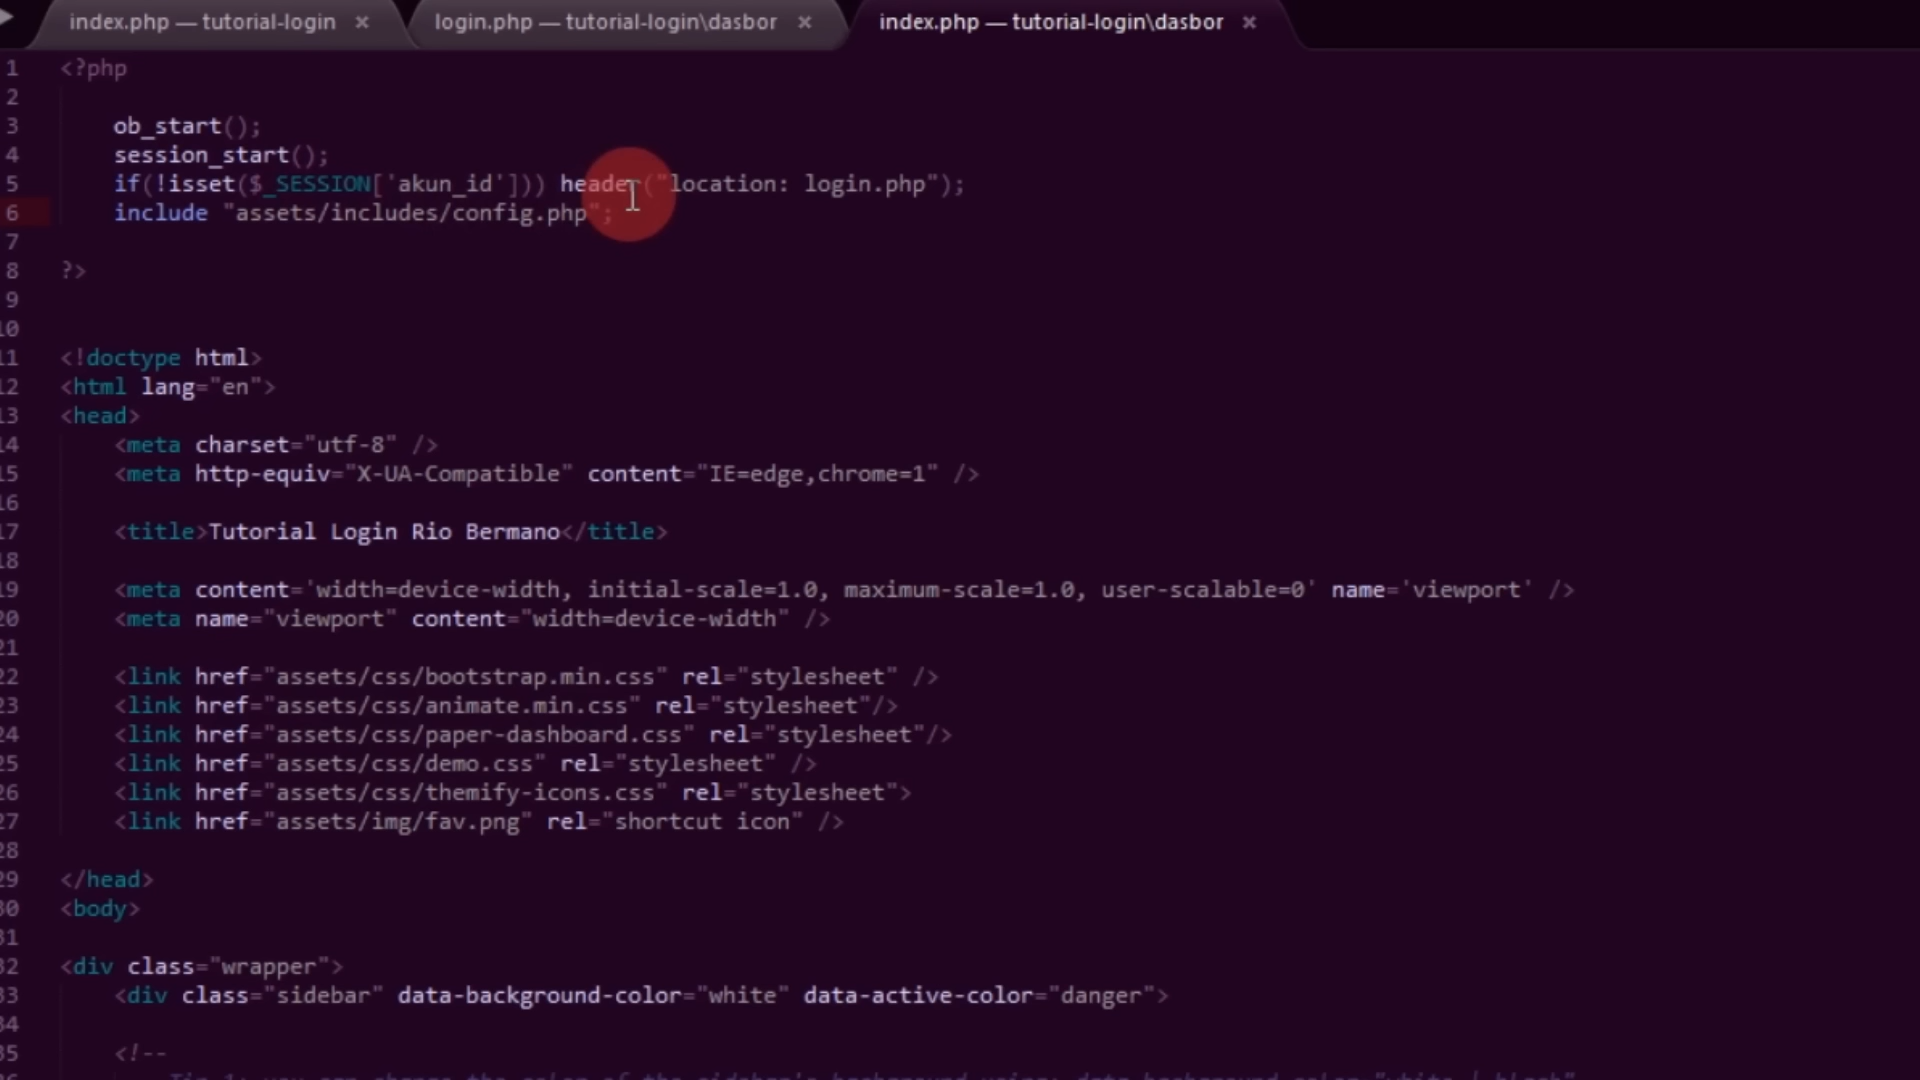 index.php — tutorial-login ×
login.php — tutorial-login\dasbor ×
index.php — tutorial-login\dasbor ×
1 <?php
2
3 ob_start();
4 session_start();
5 if(!isset($_SESSION['akun_id'])) header("location: login.php");
6 include "assets/includes/config.php";
7
8 ?>
9
10
11 <!doctype html>
12 <html lang="en">
13 <head>
14 <meta charset="utf-8" />
15 <meta http-equiv="X-UA-Compatible" content="IE=edge,chrome=1" />
16
17 <title>Tutorial Login Rio Bermano</title>
18
19 <meta content='width=device-width, initial-scale=1.0, maximum-scale=1.0, user-scalable=0' name='viewport' />
20 <meta name="viewport" content="width=device-width" />
21
22 <link href="assets/css/bootstrap.min.css" rel="stylesheet" />
23 <link href="assets/css/animate.min.css" rel="stylesheet"/>
24 <link href="assets/css/paper-dashboard.css" rel="stylesheet"/>
25 <link href="assets/css/demo.css" rel="stylesheet" />
26 <link href="assets/css/themify-icons.css" rel="stylesheet">
27 <link href="assets/img/fav.png" rel="shortcut icon" />
28
29 </head>
30 <body>
31
32 <div class="wrapper">
33 <div class="sidebar" data-background-color="white" data-active-color="danger">
34
35 <!--